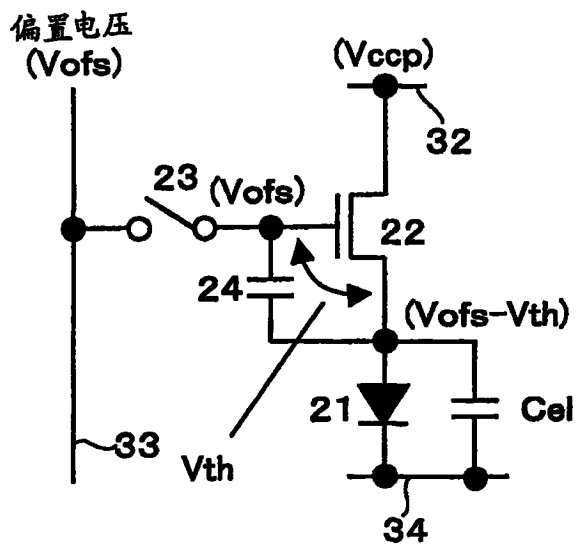 偏置电压
(Vofs)
(Vccp)
32
23
(Vofs)
22
24
(Vofs-Vth)
21
Cel
33
Vth
34